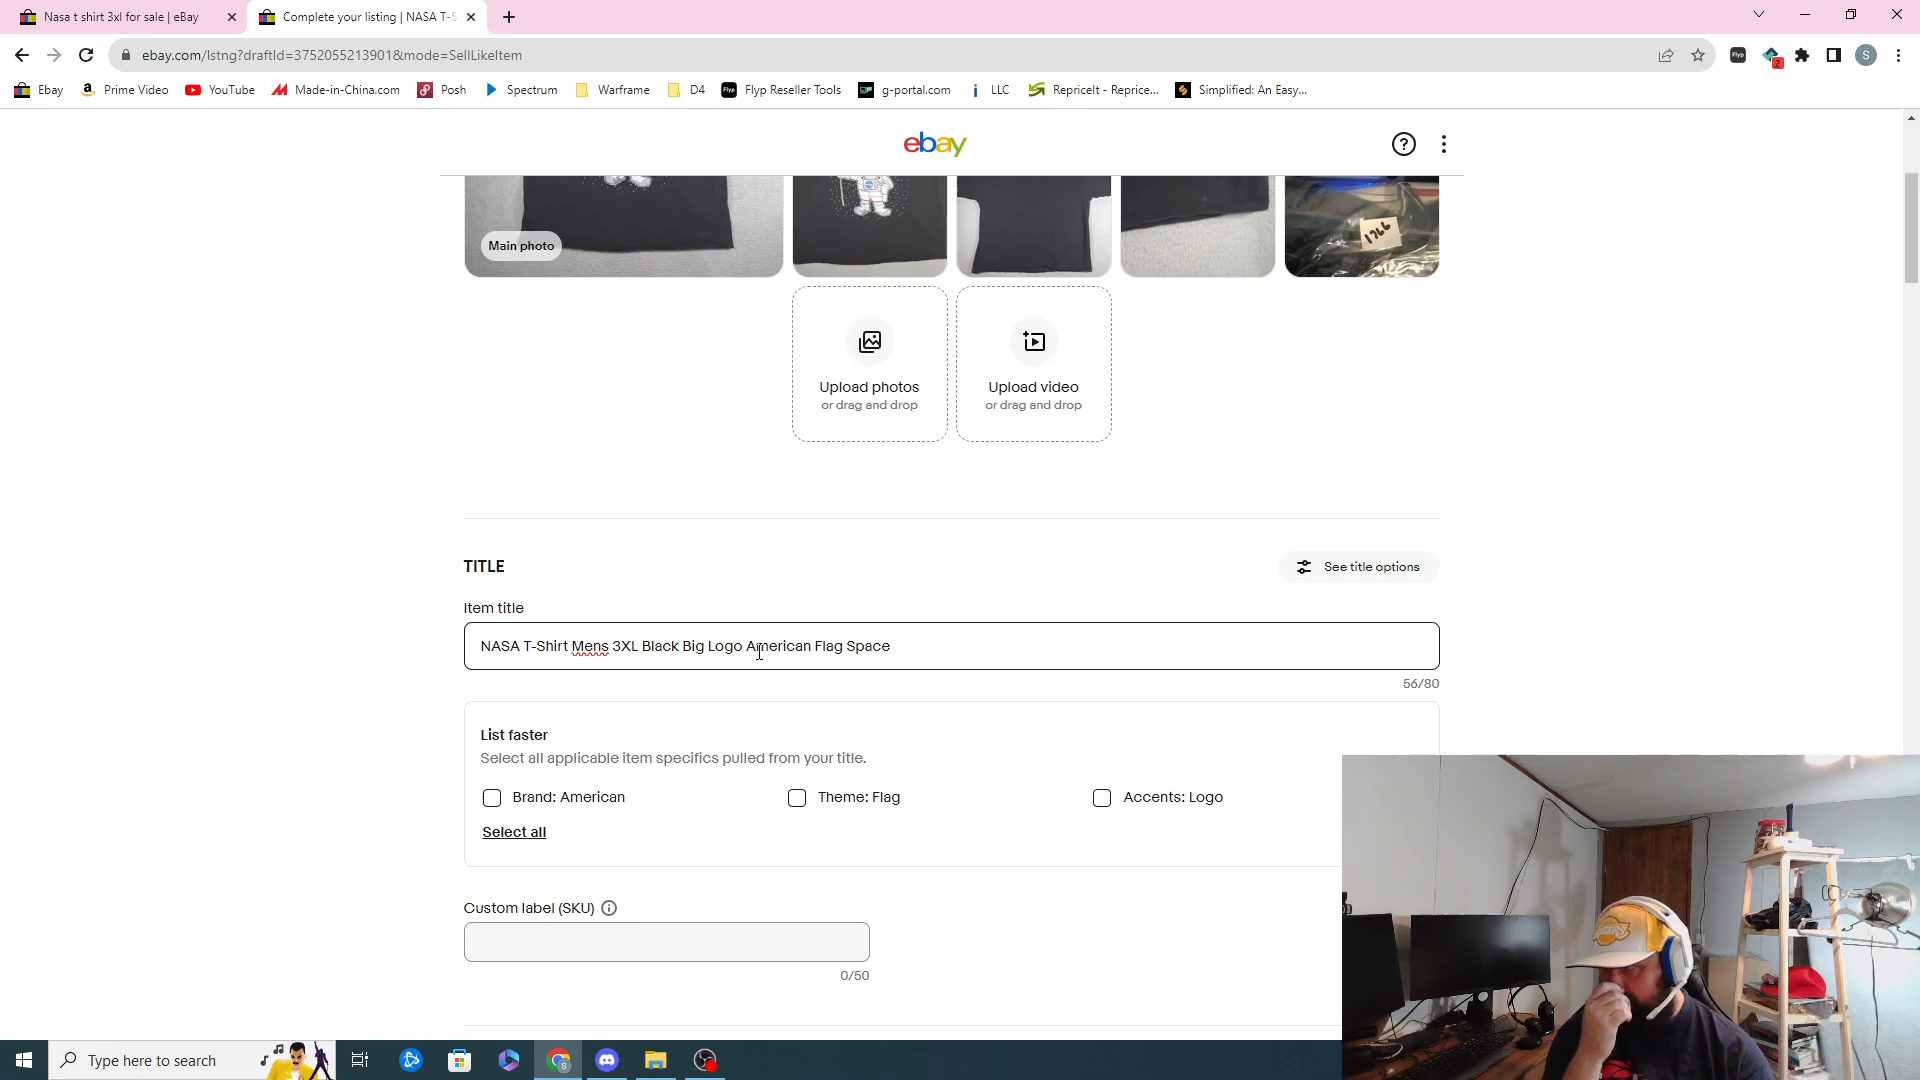 Nasa t shirt 3xl for sale | eBay
Complete your listing | NASA T-S
ebay.com/lstng?draftId=3752055213901&mode=SellLikeItem
Flyp
2
S
Ebay
Prime Video
YouTube
Made-in-China.com
Posh
Spectrum
Warframe
D4
Flyp Reseller Tools
g-portal.com
LLC
RepriceIt - Reprice...
Simplified: An Easy...
ebay
Main photo
1766
Upload photos
or drag and drop
Upload video
or drag and drop
TITLE
See title options
Item title
NASA T-Shirt Mens 3XL Black Big Logo American Flag Space
56/80
List faster
Select all applicable item specifics pulled from your title.
Brand: American
Theme: Flag
Accents: Logo
Select all
Custom label (SKU)
0/50
Type here to search